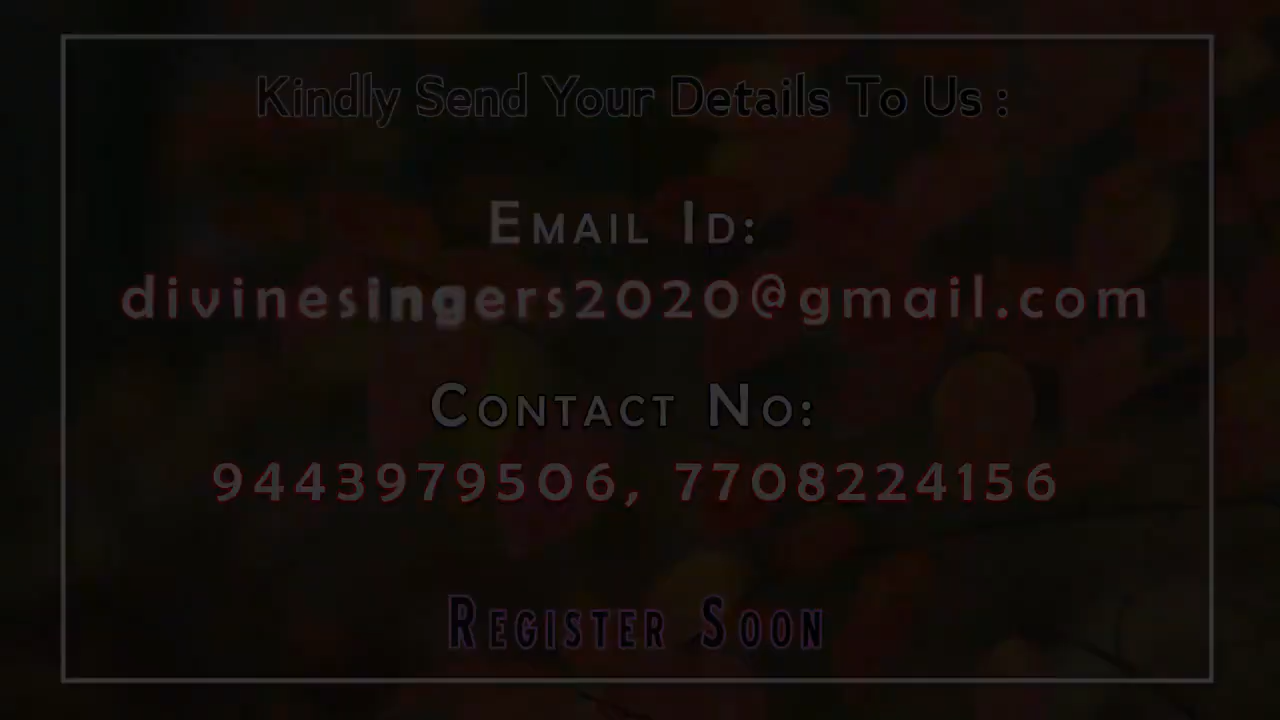 Kindly Send Your Details To Us :
Email Id:
divinesingers2020@gmail.com
Contact No:
9443979506, 7708224156
Register Soon